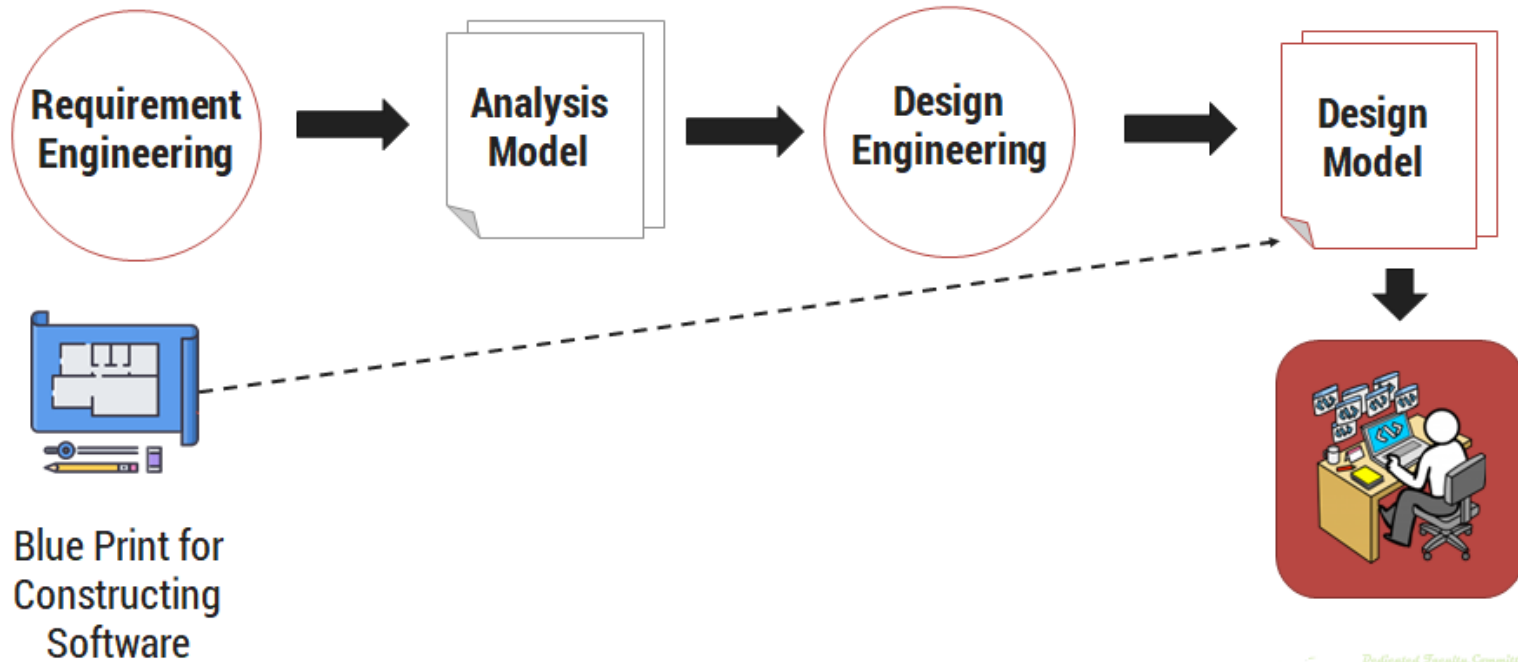 Requirement
Engineering
Analysis
Model
Design
Engineering
Design
Model
Blue Print for
Constructing
Software